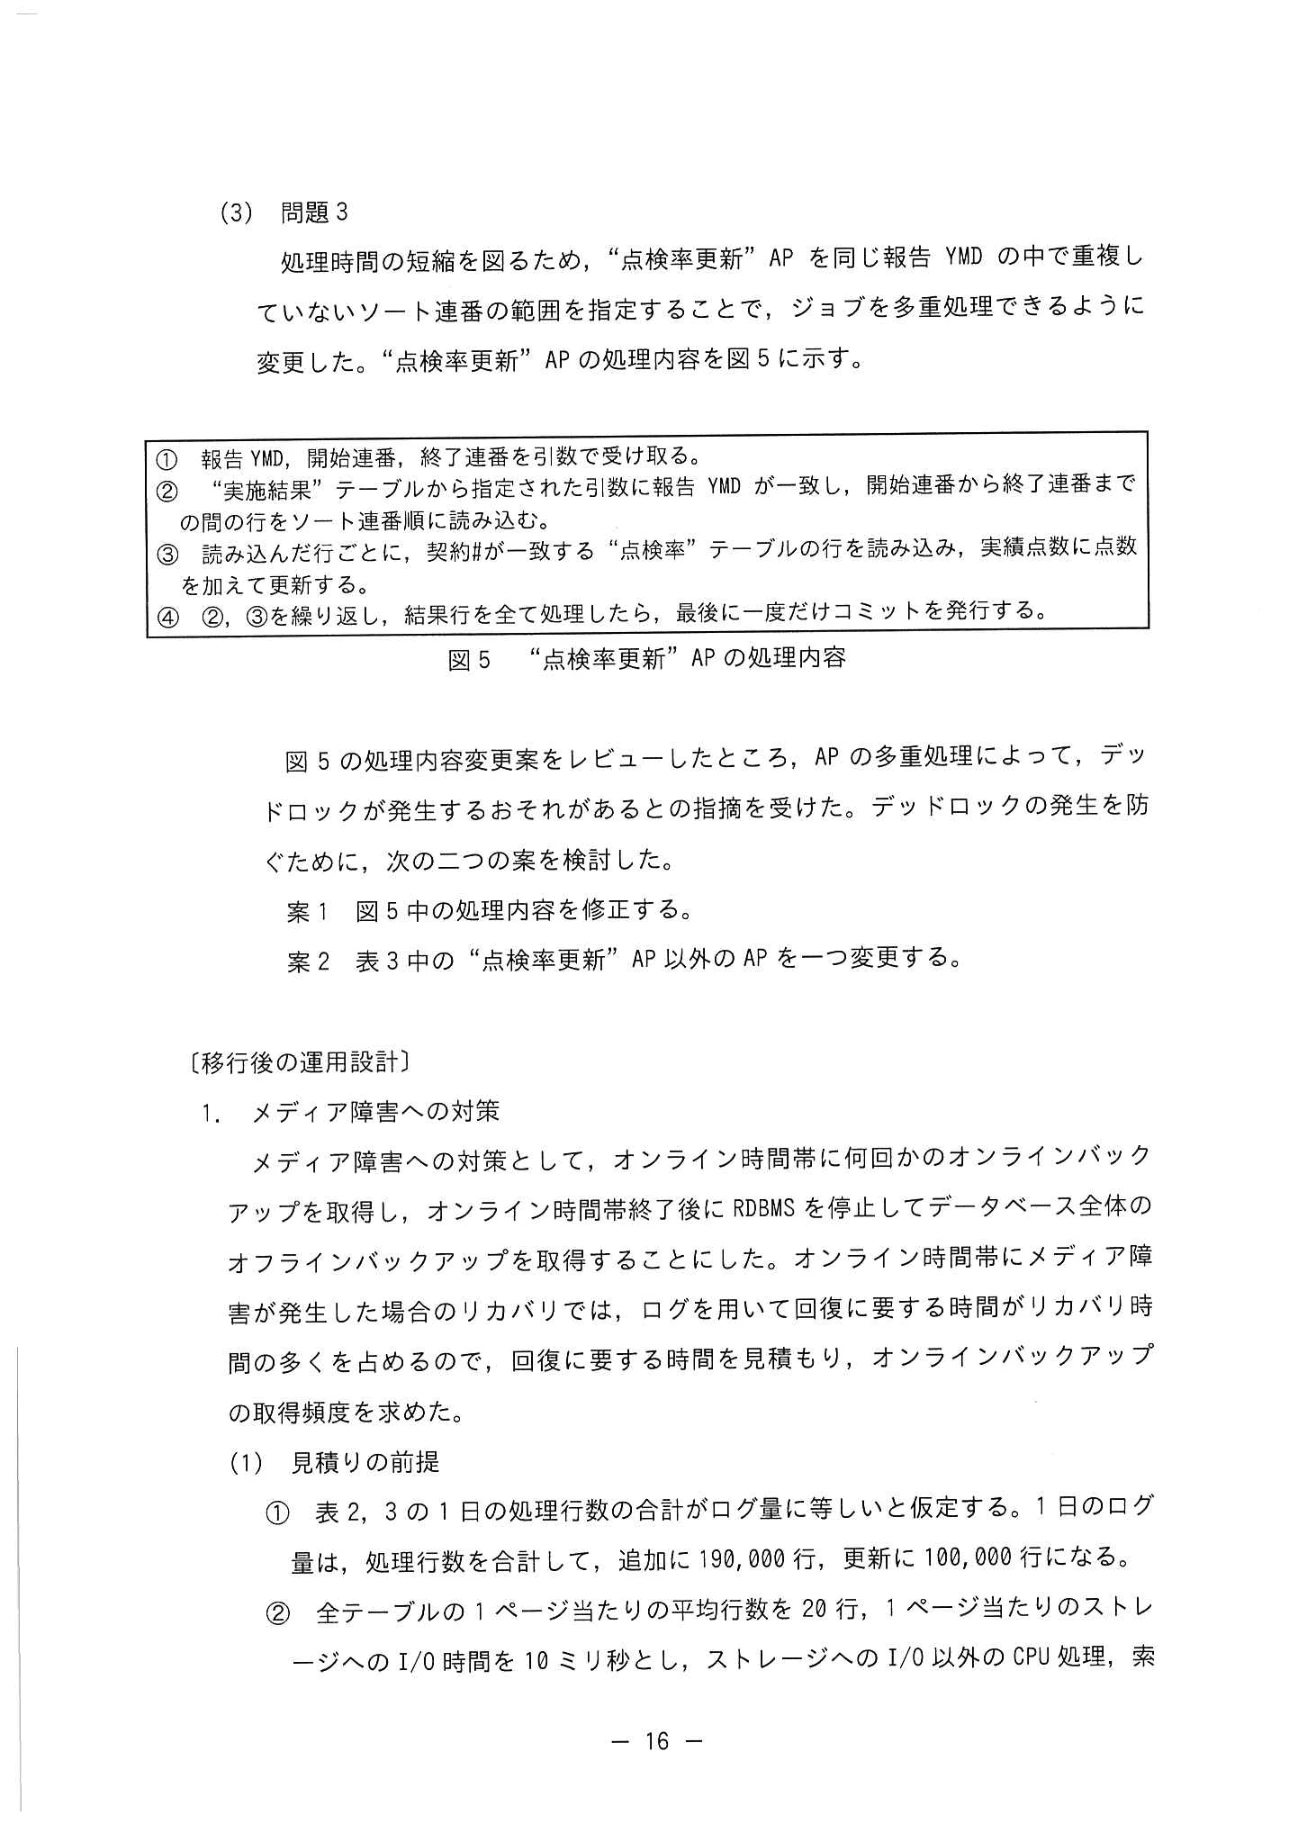 (3) 問題3
処理時間の短縮を図るため，“点検率更新”AP を同じ報告 YMD の中で重複し
ていないソート連番の範囲を指定することで，ジョブを多重処理できるように
変更した。“点検率更新”AP の処理内容を図 5 に示す。
① 報告 YMD，開始連番，終了連番を引数で受け取る。
② “実施結果”テーブルから指定された引数に報告 YMD が一致し，開始連番から終了連番まで
の間の行をソート連番順に読み込む。
③ 読み込んだ行ごとに，契約#が一致する“点検率”テーブルの行を読み込み，実績点数に点数
を加えて更新する。
④ ②，③を繰り返し，結果行を全て処理したら，最後に一度だけコミットを発行する。
図 5 “点検率更新”AP の処理内容
図 5 の処理内容変更案をレビューしたところ，AP の多重処理によって，デッ
ドロックが発生するおそれがあるとの指摘を受けた。デッドロックの発生を防
ぐために，次の二つの案を検討した。
案 1 図 5 中の処理内容を修正する。
案 2 表 3 中の“点検率更新”AP 以外の AP を一つ変更する。
〔移行後の運用設計〕
1. メディア障害への対策
メディア障害への対策として，オンライン時間帯に何回かのオンラインバック
アップを取得し，オンライン時間帯終了後に RDBMS を停止してデータベース全体の
オフラインバックアップを取得することにした。オンライン時間帯にメディア障
害が発生した場合のリカバリでは，ログを用いて回復に要する時間がリカバリ時
間の多くを占めるので，回復に要する時間を見積もり，オンラインバックアップ
の取得頻度を求めた。
(1) 見積りの前提
① 表 2，3 の 1 日の処理行数の合計がログ量に等しいと仮定する。1 日のログ
量は，処理行数を合計して，追加に 190,000 行，更新に 100,000 行になる。
② 全テーブルの 1 ページ当たりの平均行数を 20 行，1 ページ当たりのストレ
ージへの I/O 時間を 10 ミリ秒とし，ストレージへの I/O 以外の CPU 処理，索
－ 16 －